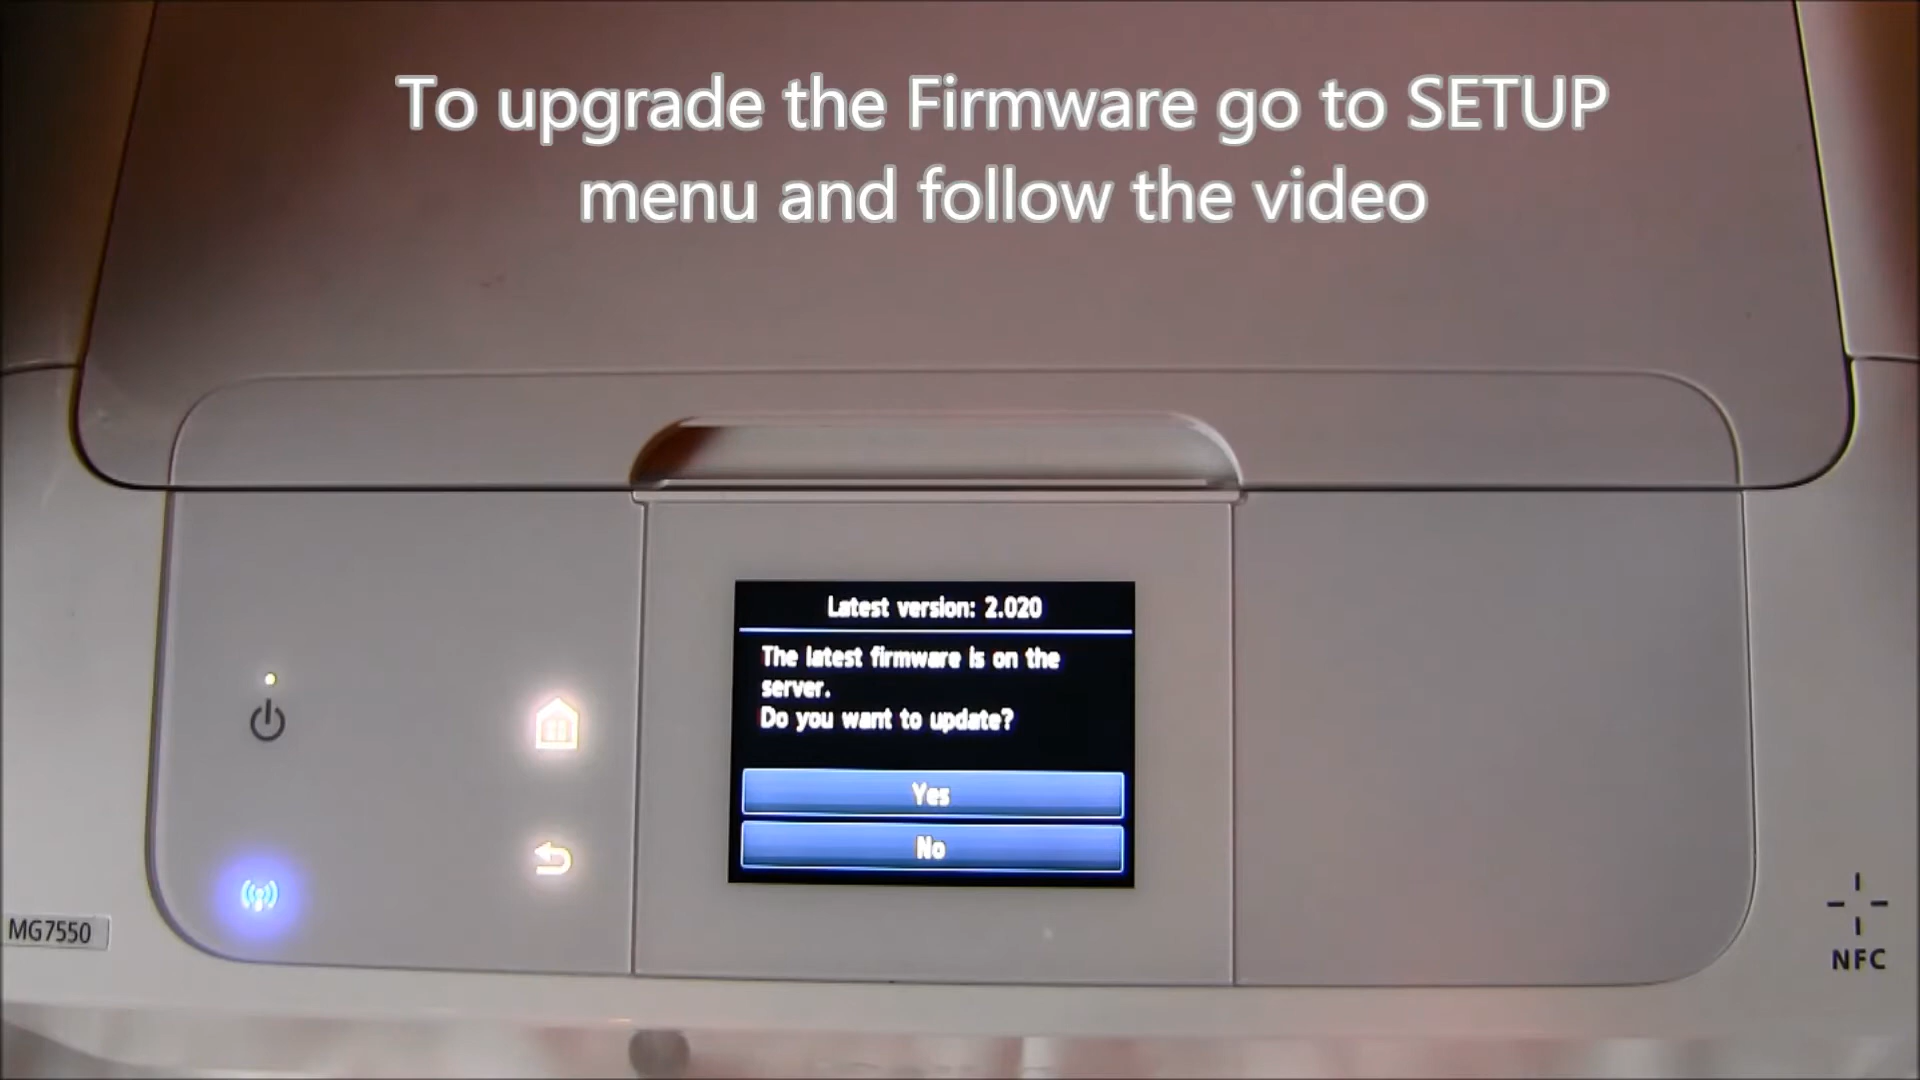 To upgrade the Firmware go to SETUP
menu and follow the video
Latest version: 2.020
The latest firmware is on the
server.
Do you want to update?
Yes
No
MG7550
NFC